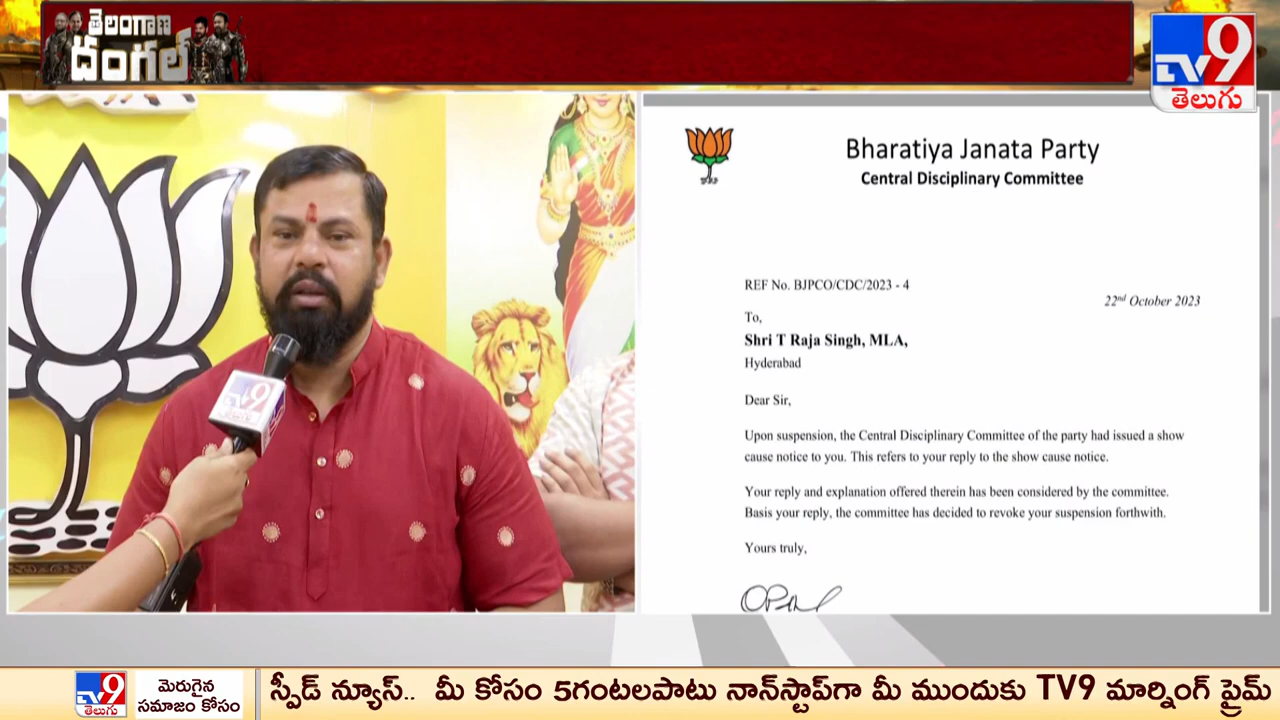 తెలంగాణ
దంగల్
TV9
తెలుగు
TV9
తెలుగు
Bharatiya Janata Party
Central Disciplinary Committee
REF No. BJPCO/CDC/2023 - 4
22nd October 2023
To,
Shri T Raja Singh, MLA,
Hyderabad
Dear Sir,
Upon suspension, the Central Disciplinary Committee of the party had issued a show
cause notice to you. This refers to your reply to the show cause notice.
Your reply and explanation offered therein has been considered by the committee.
Basis your reply, the committee has decided to revoke your suspension forthwith.
Yours truly,
TV9
తెలుగు
మెరుగైన
సమాజం కోసం
స్పీడ్ న్యూస్.. మీ కోసం 5గంటలపాటు నాన్‌స్టాప్‌గా మీ ముందుకు TV9 మార్నింగ్ ప్రైమ్